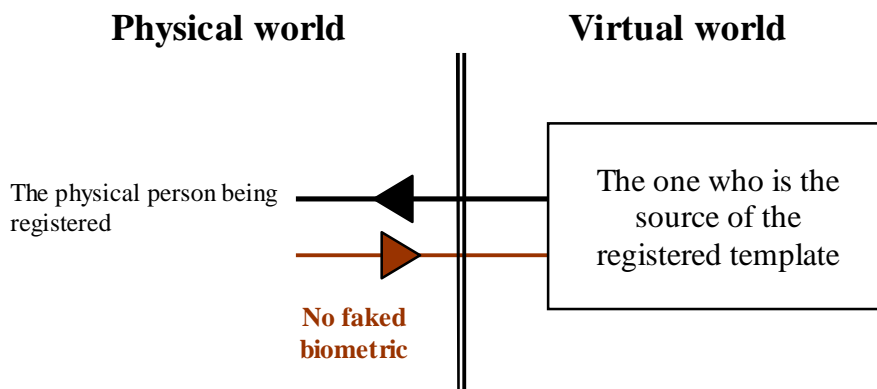 Physical world
Virtual world
The physical person being
registered
The one who is the
source of the
registered template
No faked
biometric